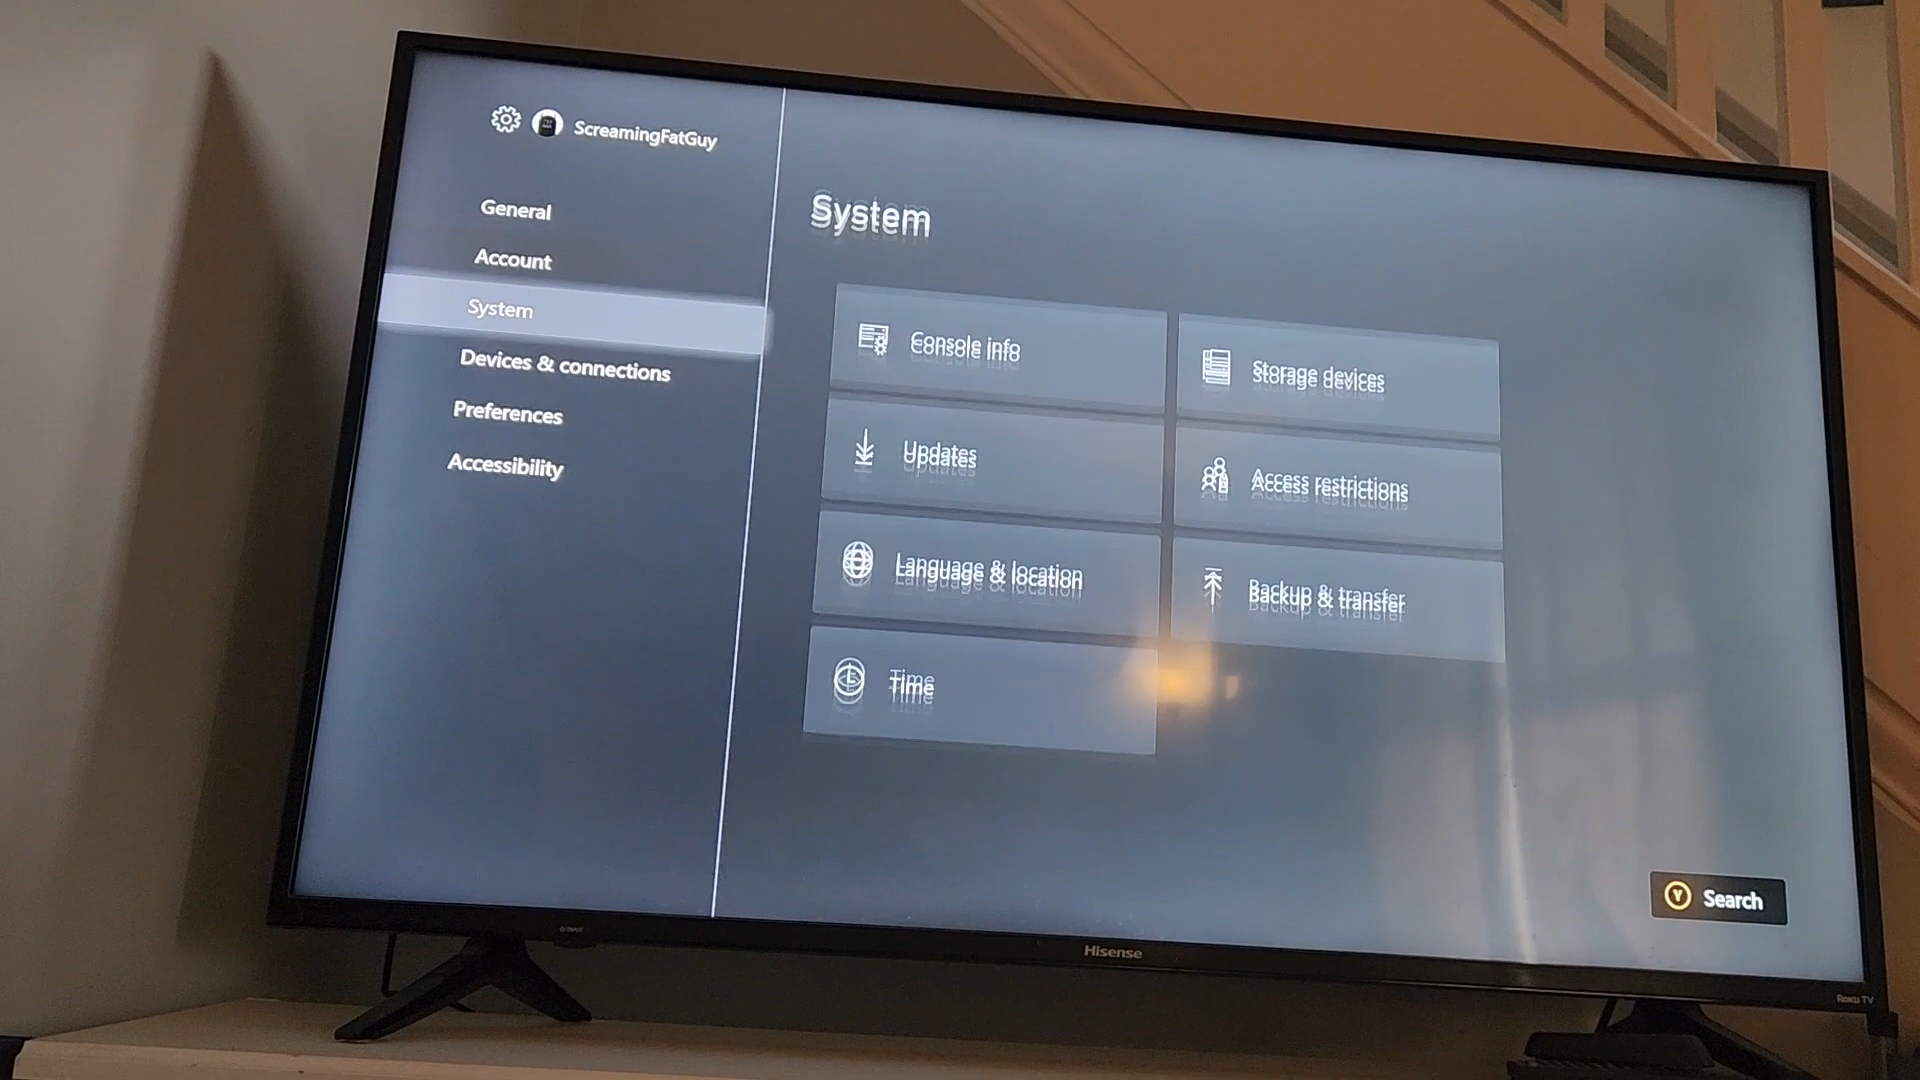 ScreamingFatGuy
General
Account
System
Devices & connections
Preferences
Accessibility
System
Console info
Storage devices
Updates
Access restrictions
Language & location
Backup & transfer
Time
Y Search
INPUT
Hisense
Roku TV